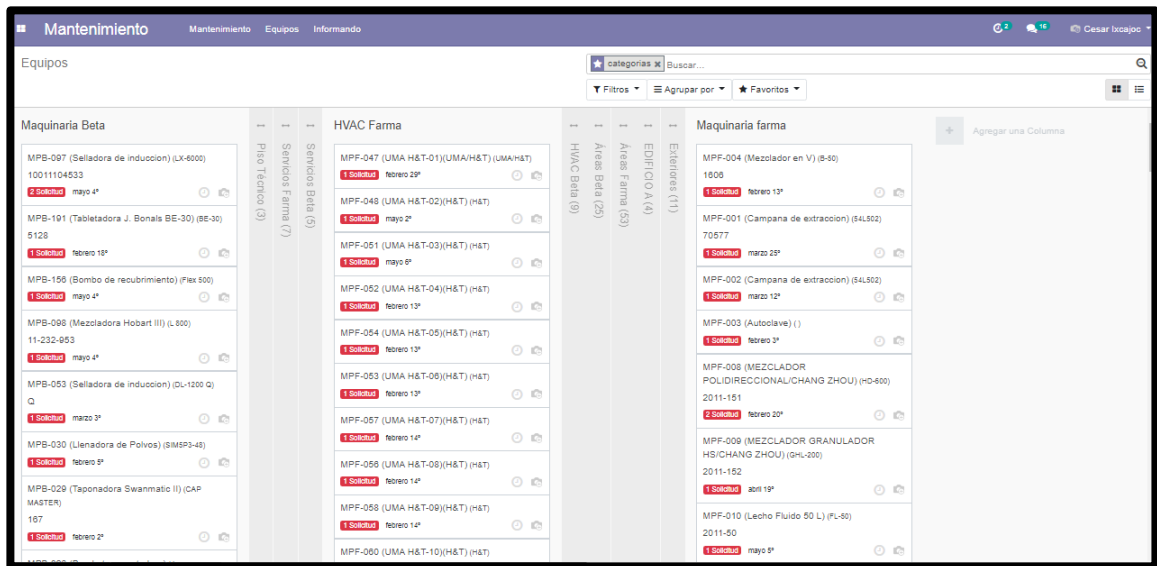 Mantenimiento Mantenimiento Equipos Informando 2 16 Cesar Ixcajoc
Equipos
categorias x Buscar...
Filtros Agrupar por Favoritos
Maquinaria Beta
MPB-097 (Selladora de induccion) (LX-6000)
10011104533
2 Solicitud mayo 4º
MPB-191 (Tabletadora J. Bonals BE-30) (BE-30)
5128
1 Solicitud febrero 18º
MPB-156 (Bombo de recubrimiento) (Flex 500)
1 Solicitud mayo 4º
MPB-098 (Mezcladora Hobart III) (L 800)
11-232-953
1 Solicitud mayo 4º
MPB-053 (Selladora de induccion) (DL-1200 Q)
Q
1 Solicitud marzo 3º
MPB-030 (Llenadora de Polvos) (SIM5P3-48)
1 Solicitud febrero 5º
MPB-029 (Taponadora Swanmatic II) (CAP
MASTER)
167
1 Solicitud febrero 2º
Piso Técnico (3)
Servicios Farma (7)
Servicios Beta (5)
HVAC Farma
MPF-047 (UMA H&T-01)(UMA/H&T) (UMA/H&T)
1 Solicitud febrero 29º
MPF-048 (UMA H&T-02)(H&T) (H&T)
1 Solicitud mayo 2º
MPF-051 (UMA H&T-03)(H&T) (H&T)
1 Solicitud mayo 6º
MPF-052 (UMA H&T-04)(H&T) (H&T)
1 Solicitud febrero 13º
MPF-054 (UMA H&T-05)(H&T) (H&T)
1 Solicitud febrero 13º
MPF-053 (UMA H&T-06)(H&T) (H&T)
1 Solicitud febrero 13º
MPF-057 (UMA H&T-07)(H&T) (H&T)
1 Solicitud febrero 14º
MPF-056 (UMA H&T-08)(H&T) (H&T)
1 Solicitud febrero 14º
MPF-058 (UMA H&T-09)(H&T) (H&T)
1 Solicitud febrero 14º
MPF-060 (UMA H&T-10)(H&T) (H&T)
HVAC Beta (9)
Áreas Beta (25)
Áreas Farma (53)
EDIFICIO A (4)
Exteriores (11)
Maquinaria farma
MPF-004 (Mezclador en V) (B-50)
1606
1 Solicitud febrero 13º
MPF-001 (Campana de extraccion) (54L502)
70577
1 Solicitud marzo 25º
MPF-002 (Campana de extraccion) (54L502)
1 Solicitud marzo 12º
MPF-003 (Autoclave) ( )
1 Solicitud febrero 3º
MPF-008 (MEZCLADOR
POLIDIRECCIONAL/CHANG ZHOU) (HD-600)
2011-151
2 Solicitud febrero 20º
MPF-009 (MEZCLADOR GRANULADOR
HS/CHANG ZHOU) (GHL-200)
2011-152
1 Solicitud abril 19º
MPF-010 (Lecho Fluido 50 L) (FL-50)
2011-50
1 Solicitud mayo 5º
+ Agregar una Columna